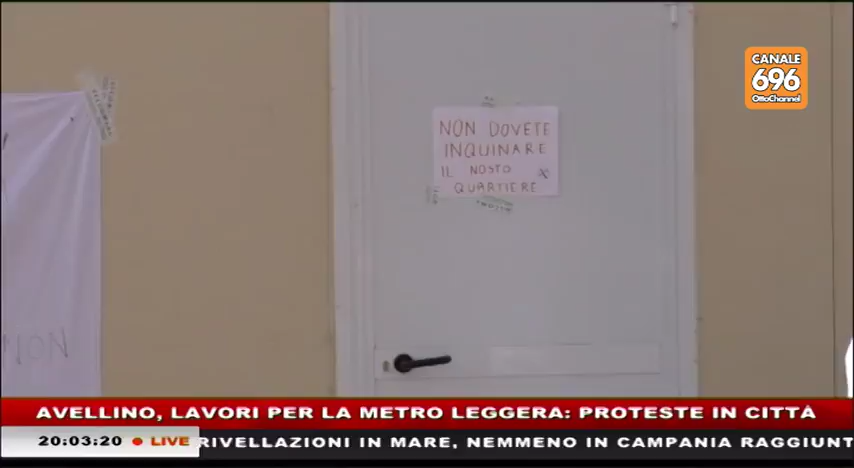 CANALE
696
OttoChannel
NON DOVETE
INQUINARE
IL NOSTO
QUARTIERE
NON
AVELLINO, LAVORI PER LA METRO LEGGERA: PROTESTE IN CITTÀ
20:03:20 LIVE RIVELLAZIONI IN MARE, NEMMENO IN CAMPANIA RAGGIUNT